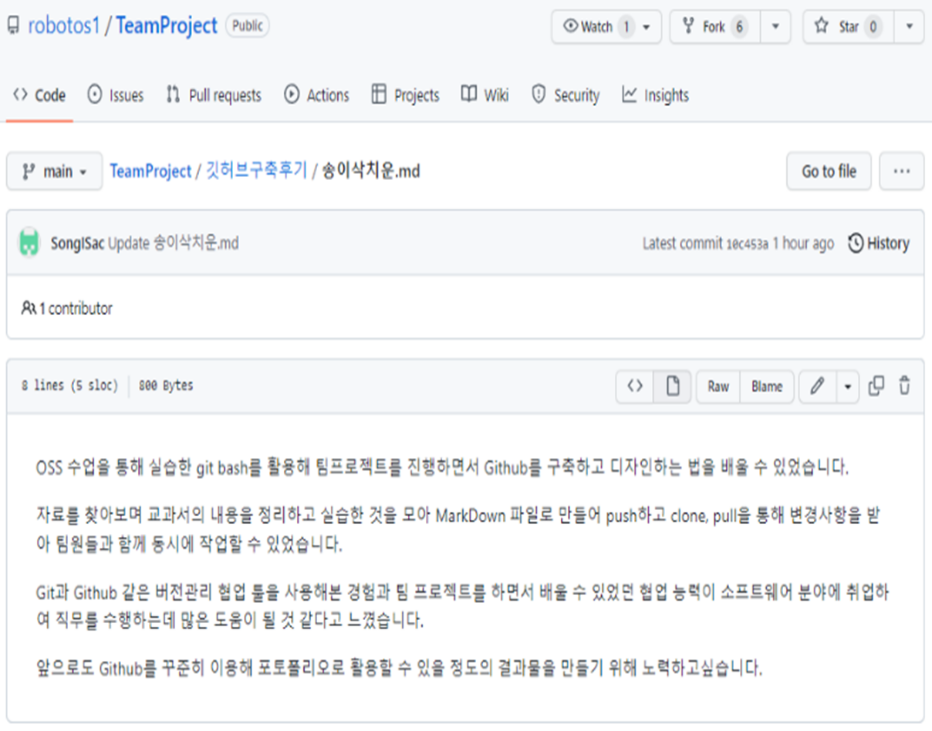 robotos1 / TeamProject Public
Watch 1 Fork 6 Star 0
Code Issues Pull requests Actions Projects Wiki Security Insights
main TeamProject / 깃허브구축후기 / 송이삭치운.md Go to file ...
SongISac Update 송이삭치운.md Latest commit 10c453a 1 hour ago History
1 contributor
8 lines (5 sloc) 800 Bytes Raw Blame
OSS 수업을 통해 실습한 git bash를 활용해 팀프로젝트를 진행하면서 Github를 구축하고 디자인하는 법을 배울 수 있었습니다.
자료를 찾아보며 교과서의 내용을 정리하고 실습한 것을 모아 MarkDown 파일로 만들어 push하고 clone, pull을 통해 변경사항을 받
아 팀원들과 함께 동시에 작업할 수 있었습니다.
Git과 Github 같은 버전관리 협업 툴을 사용해본 경험과 팀 프로젝트를 하면서 배울 수 있었던 협업 능력이 소프트웨어 분야에 취업하
여 직무를 수행하는데 많은 도움이 될 것 같다고 느꼈습니다.
앞으로도 Github를 꾸준히 이용해 포토폴리오로 활용할 수 있을 정도의 결과물을 만들기 위해 노력하고싶습니다.